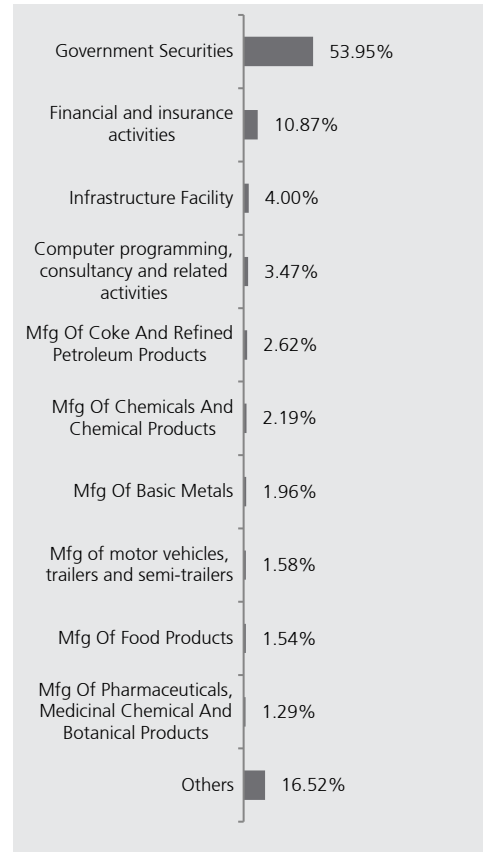 Government Securities 53.95%
Financial and insurance
activities 10.87%
Infrastructure Facility 4.00%
Computer programming,
consultancy and related
activities 3.47%
Mfg Of Coke And Refined
Petroleum Products 2.62%
Mfg Of Chemicals And
Chemical Products 2.19%
Mfg Of Basic Metals 1.96%
Mfg of motor vehicles,
trailers and semi-trailers 1.58%
Mfg Of Food Products 1.54%
Mfg Of Pharmaceuticals,
Medicinal Chemical And
Botanical Products 1.29%
Others 16.52%